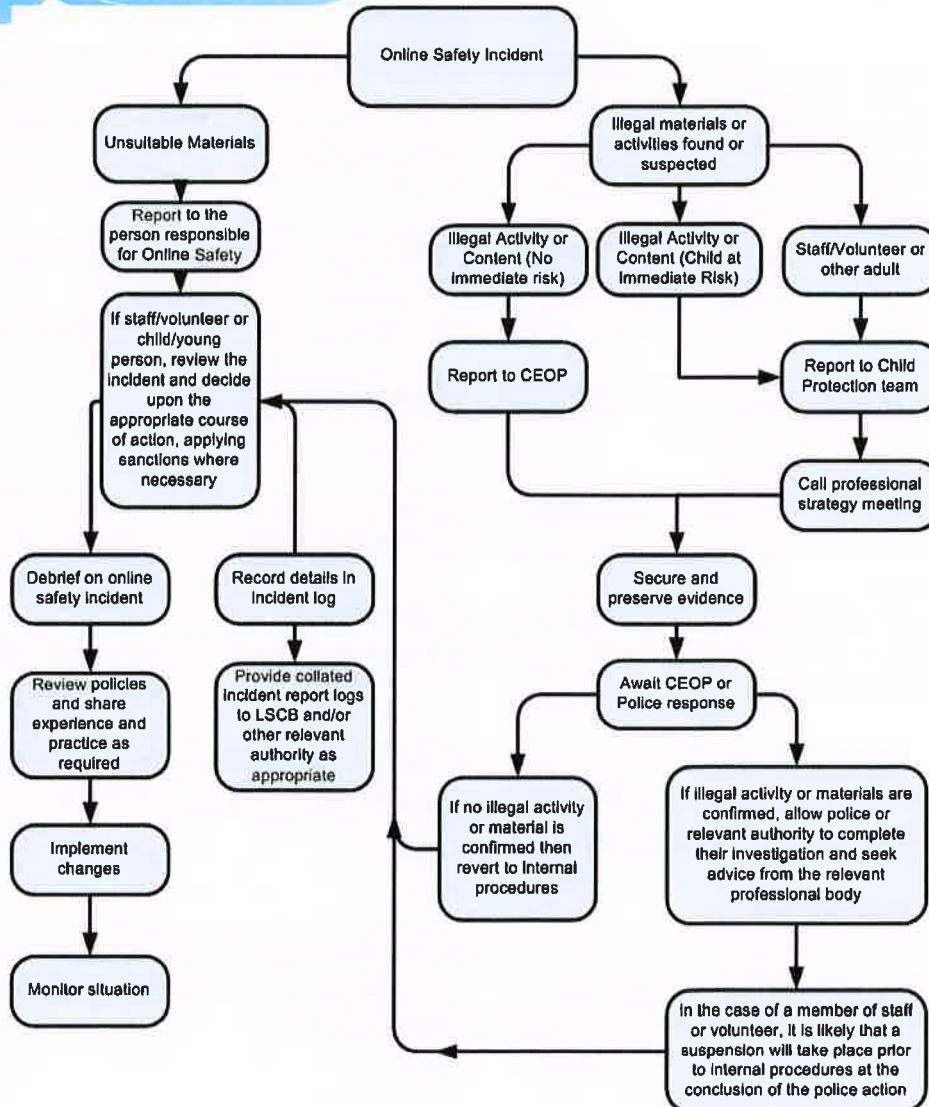 Online Safety Incident
Unsuitable Materials
Report to the
person responsible
for Online Safety
If staff/volunteer or
child/young
person, review the
incident and decide
upon the
appropriate course
of action, applying
sanctions where
necessary
Debrief on online
safety incident
Review policies
and share
experience and
practice as
required
Implement
changes
Monitor situation
Record details in
incident log
Provide collated
incident report logs
to LSCB and/or
other relevant
authority as
appropriate
Illegal materials or
activities found or
suspected
Illegal Activity or
Content (No
immediate risk)
Illegal Activity or
Content (Child at
Immediate Risk)
Staff/Volunteer or
other adult
Report to CEOP
Report to Child
Protection team
Call professional
strategy meeting
Secure and
preserve evidence
Await CEOP or
Police response
If no illegal activity
or material is
confirmed then
revert to internal
procedures
If illegal activity or materials are
confirmed, allow police or
relevant authority to complete
their investigation and seek
advice from the relevant
professional body
In the case of a member of staff
or volunteer, it is likely that a
suspension will take place prior
to internal procedures at the
conclusion of the police action